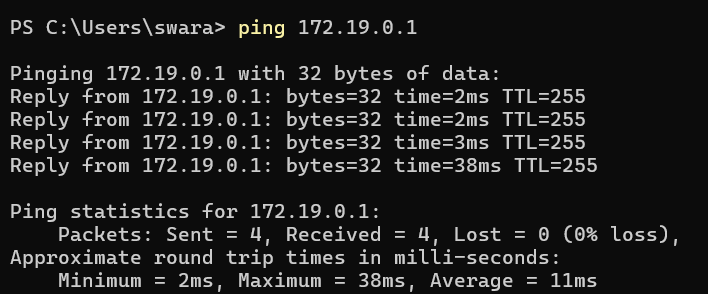 PS C:\Users\swara> ping 172.19.0.1
Pinging 172.19.0.1 with 32 bytes of data:
Reply from 172.19.0.1: bytes=32 time=2ms TTL=255
Reply from 172.19.0.1: bytes=32 time=2ms TTL=255
Reply from 172.19.0.1: bytes=32 time=3ms TTL=255
Reply from 172.19.0.1: bytes=32 time=38ms TTL=255
Ping statistics for 172.19.0.1:
    Packets: Sent = 4, Received = 4, Lost = 0 (0% loss),
Approximate round trip times in milli-seconds:
    Minimum = 2ms, Maximum = 38ms, Average = 11ms